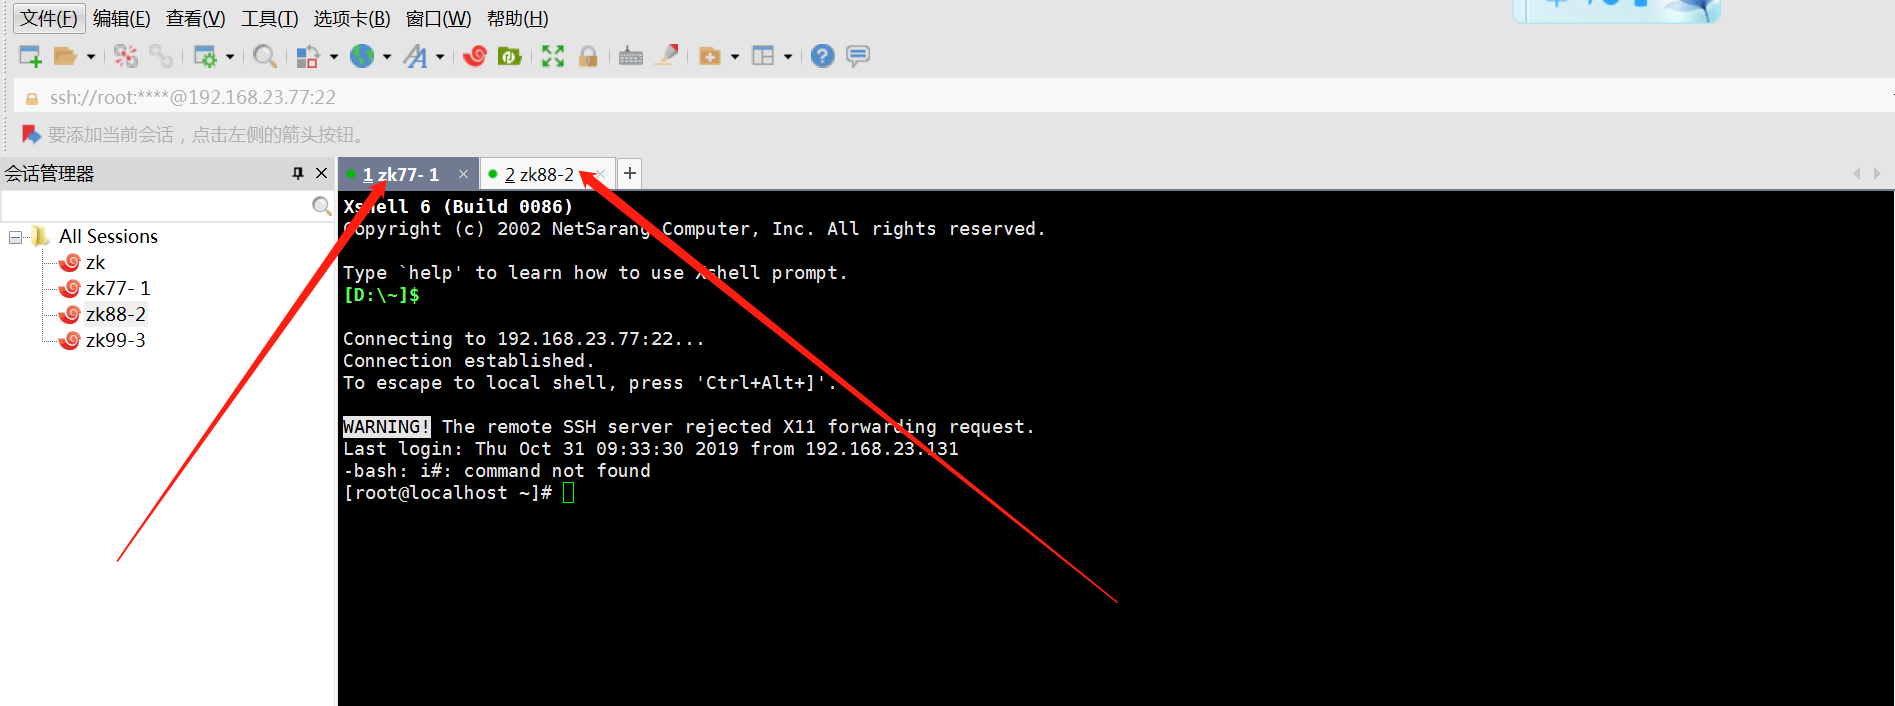 文件(F) 编辑(E) 查看(V) 工具(T) 选项卡(B) 窗口(W) 帮助(H)
ssh://root:****@192.168.23.77:22
要添加当前会话，点击左侧的箭头按钮。
会话管理器
1 zk77- 1
2 zk88-2
All Sessions
zk
zk77- 1
zk88-2
zk99-3
Xshell 6 (Build 0086)
Copyright (c) 2002 NetSarang Computer, Inc. All rights reserved.
Type `help' to learn how to use Xshell prompt.
[D:\~]$
Connecting to 192.168.23.77:22...
Connection established.
To escape to local shell, press 'Ctrl+Alt+]'.
WARNING! The remote SSH server rejected X11 forwarding request.
Last login: Thu Oct 31 09:33:30 2019 from 192.168.23.131
-bash: i#: command not found
[root@localhost ~]#